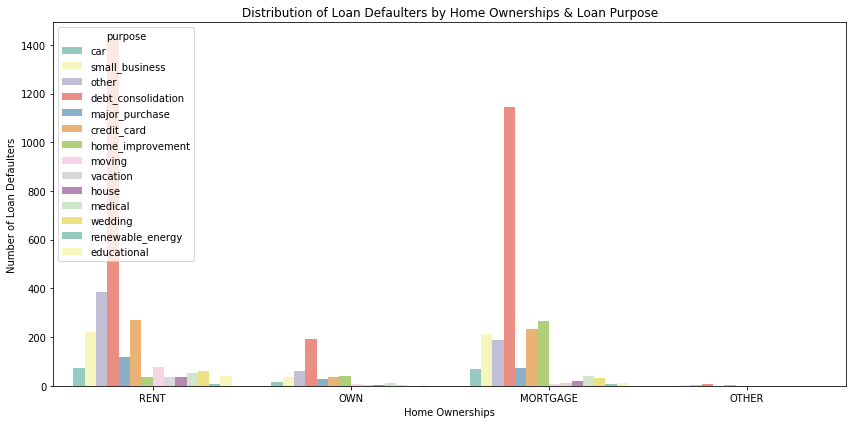 Distribution of Loan Defaulters by Home Ownerships & Loan Purpose
1400
1200
1000
800
600
400
200
0
Number of Loan Defaulters
purpose
car
small_business
other
debt_consolidation
major_purchase
credit_card
home_improvement
moving
vacation
house
medical
wedding
renewable_energy
educational
RENT
OWN
MORTGAGE
OTHER
Home Ownerships